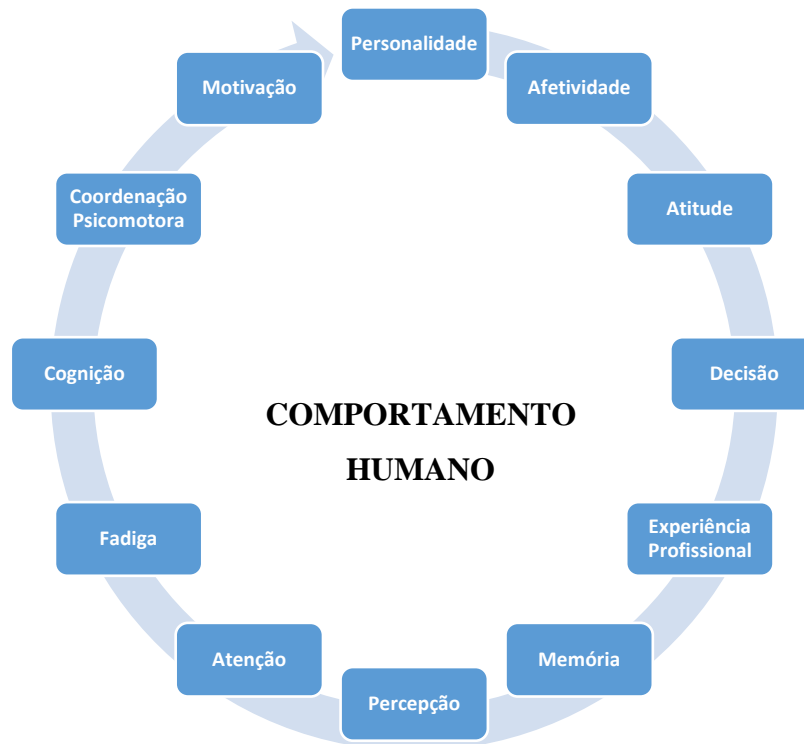 Personalidade
Afetividade
Atitude
Decisão
Experiência
Profissional
Memória
Percepção
Atenção
Fadiga
Cognição
Coordenação
Psicomotora
Motivação
COMPORTAMENTO
HUMANO